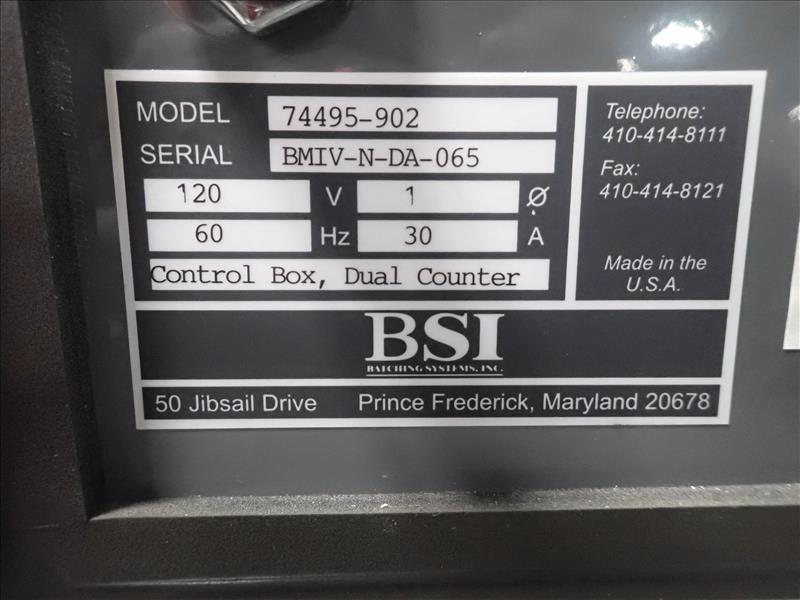 MODEL 74495-902
SERIAL BMIV-N-DA-065
120 V 1 Ø
60 Hz 30 A
Control Box, Dual Counter
Telephone:
410-414-8111
Fax:
410-414-8121
Made in the
U.S.A.
BSI
BATCHING SYSTEMS, INC.
50 Jibsail Drive Prince Frederick, Maryland 20678